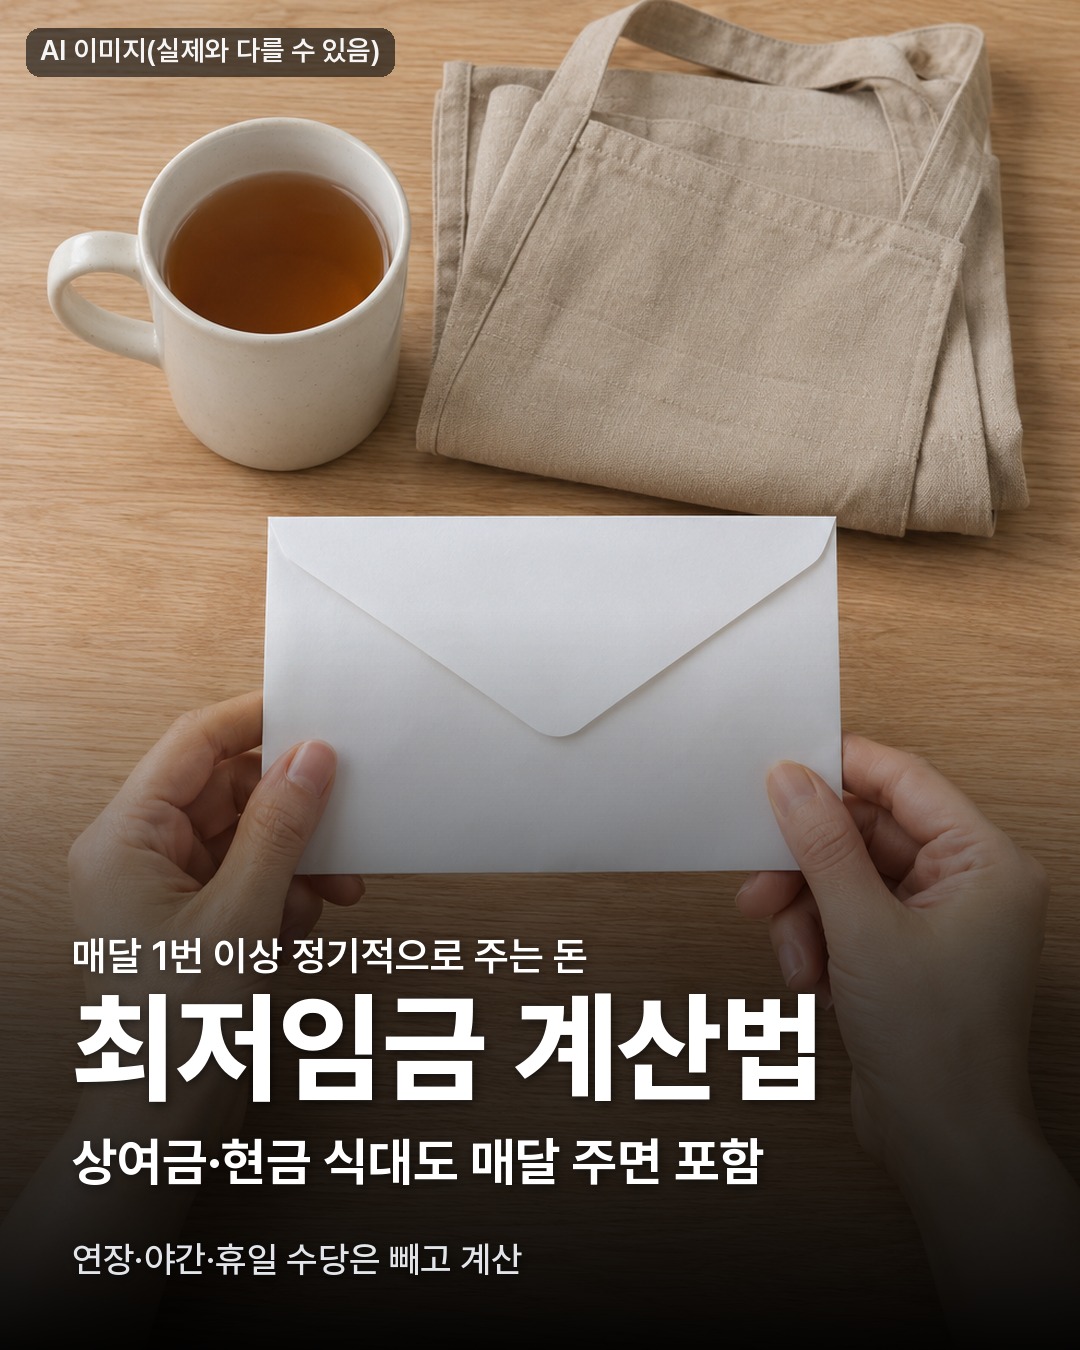 AI 이미지(실제와 다를 수 있음)
매달 1번 이상 정기적으로 주는 돈
최저임금 계산법
상여금·현금 식대도 매달 주면 포함
연장·야간·휴일 수당은 빼고 계산